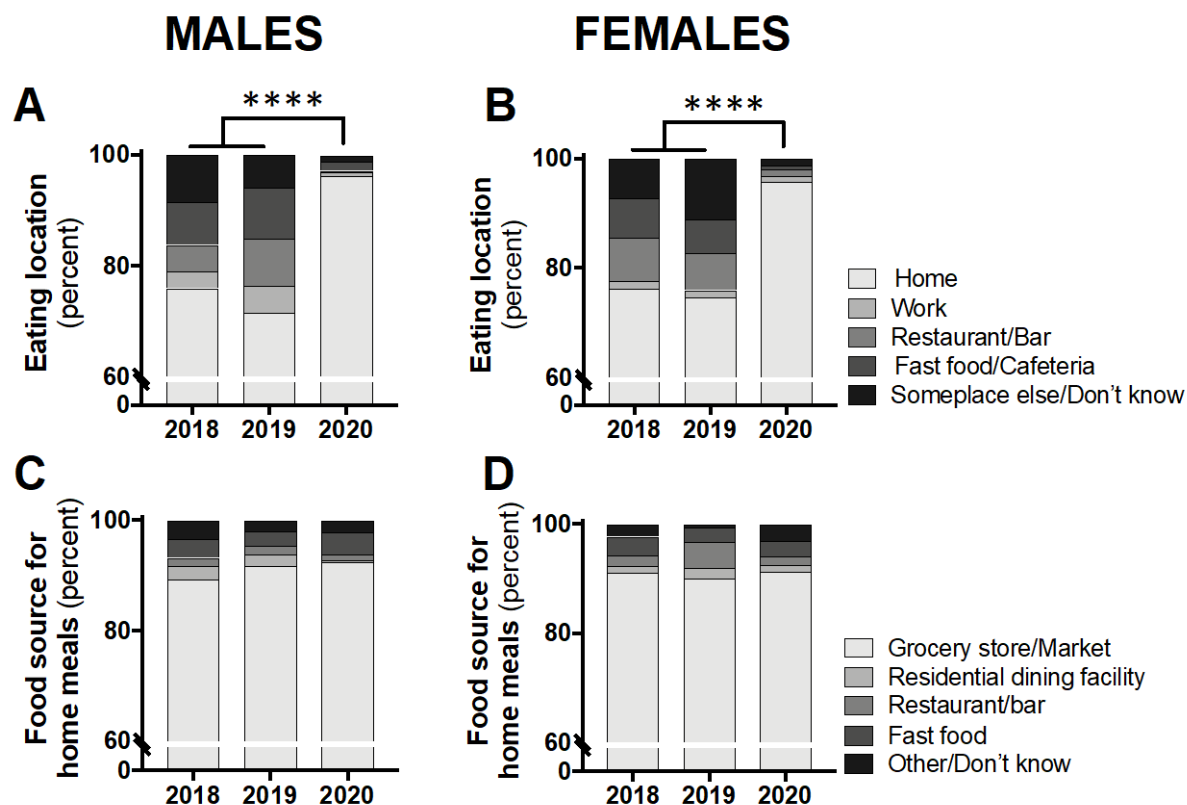 MALES
FEMALES
A
****
Eating location
(percent)
100
80
60
0
2018 2019 2020
B
****
Eating location
(percent)
100
80
60
0
2018 2019 2020
Home
Work
Restaurant/Bar
Fast food/Cafeteria
Someplace else/Don't know
C
Food source for
home meals (percent)
100
80
60
0
2018 2019 2020
D
Food source for
home meals (percent)
100
80
60
0
2018 2019 2020
Grocery store/Market
Residential dining facility
Restaurant/bar
Fast food
Other/Don't know